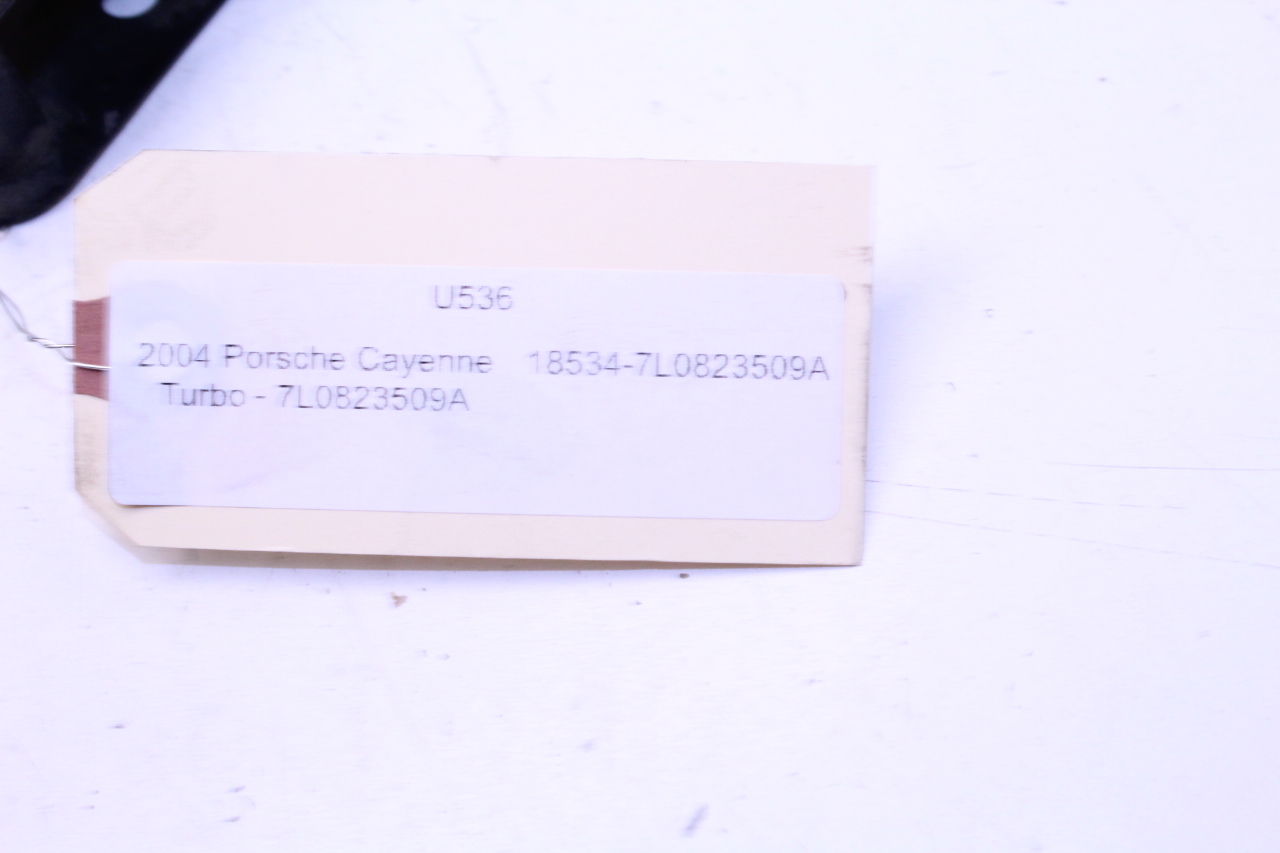 U536
2004 Porsche Cayenne 18534-7L0823509A
Turbo - 7L0823509A